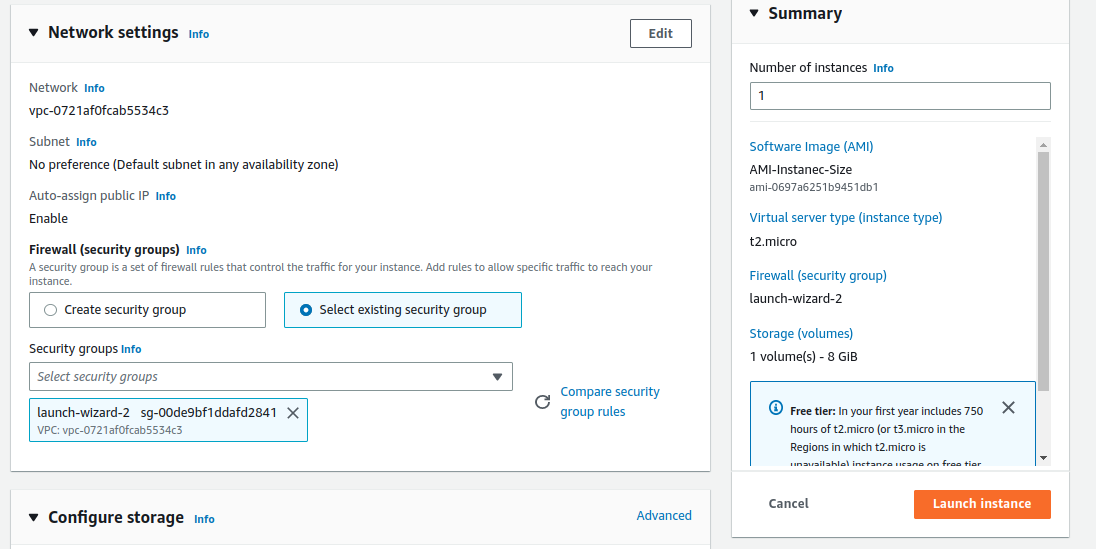 Network settings Info
Edit
Network Info
vpc-0721af0fcab5534c3
Subnet Info
No preference (Default subnet in any availability zone)
Auto-assign public IP Info
Enable
Firewall (security groups) Info
A security group is a set of firewall rules that control the traffic for your instance. Add rules to allow specific traffic to reach your
instance.
Create security group
Select existing security group
Security groups Info
Select security groups
launch-wizard-2 sg-00de9bf1ddafd2841
VPC: vpc-0721af0fcab5534c3
Compare security
group rules
Configure storage Info
Advanced
Summary
Number of instances Info
1
Software Image (AMI)
AMI-Instanec-Size
ami-0697a6251b9451db1
Virtual server type (instance type)
t2.micro
Firewall (security group)
launch-wizard-2
Storage (volumes)
1 volume(s) - 8 GiB
Free tier: In your first year includes 750
hours of t2.micro (or t3.micro in the
Regions in which t2.micro is
unavailable) instance usage on free tier
Cancel
Launch instance